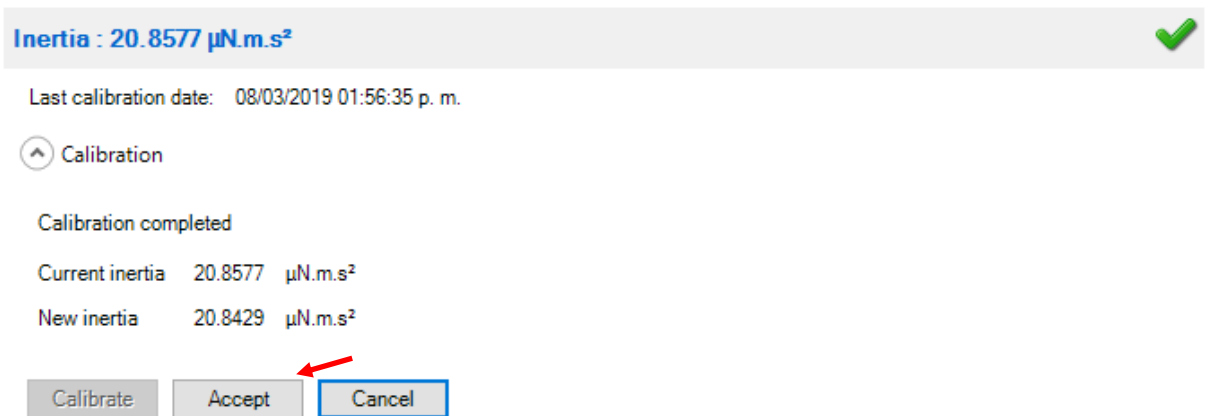 Inertia : 20.8577 µN.m.s²
Last calibration date: 08/03/2019 01:56:35 p. m.
Calibration
Calibration completed
Current inertia 20.8577 µN.m.s²
New inertia 20.8429 µN.m.s²
Calibrate Accept Cancel